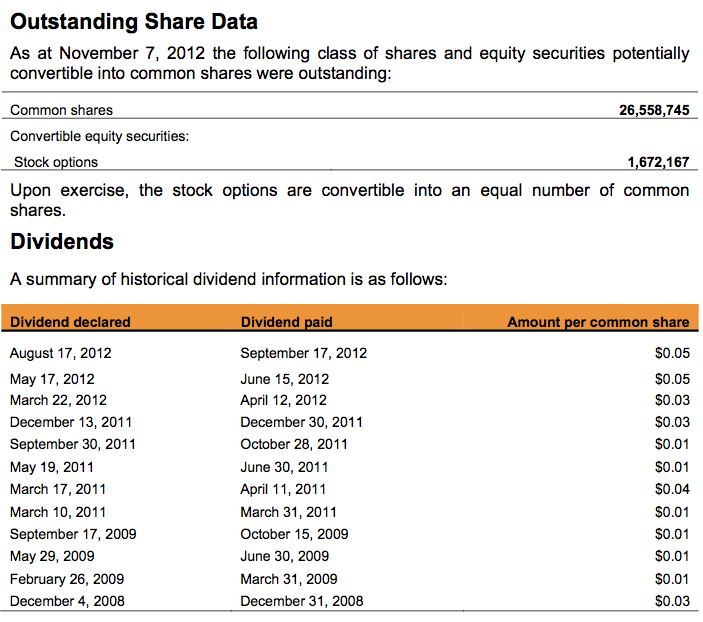 Outstanding Share Data
As at November 7, 2012 the following class of shares and equity securities potentially
convertible into common shares were outstanding:
Common shares 26,558,745
Convertible equity securities:
Stock options 1,672,167
Upon exercise, the stock options are convertible into an equal number of common
shares.
Dividends
A summary of historical dividend information is as follows:
Dividend declared Dividend paid Amount per common share
August 17, 2012 September 17, 2012 $0.05
May 17, 2012 June 15, 2012 $0.05
March 22, 2012 April 12, 2012 $0.03
December 13, 2011 December 30, 2011 $0.03
September 30, 2011 October 28, 2011 $0.01
May 19, 2011 June 30, 2011 $0.01
March 17, 2011 April 11, 2011 $0.04
March 10, 2011 March 31, 2011 $0.01
September 17, 2009 October 15, 2009 $0.01
May 29, 2009 June 30, 2009 $0.01
February 26, 2009 March 31, 2009 $0.01
December 4, 2008 December 31, 2008 $0.03